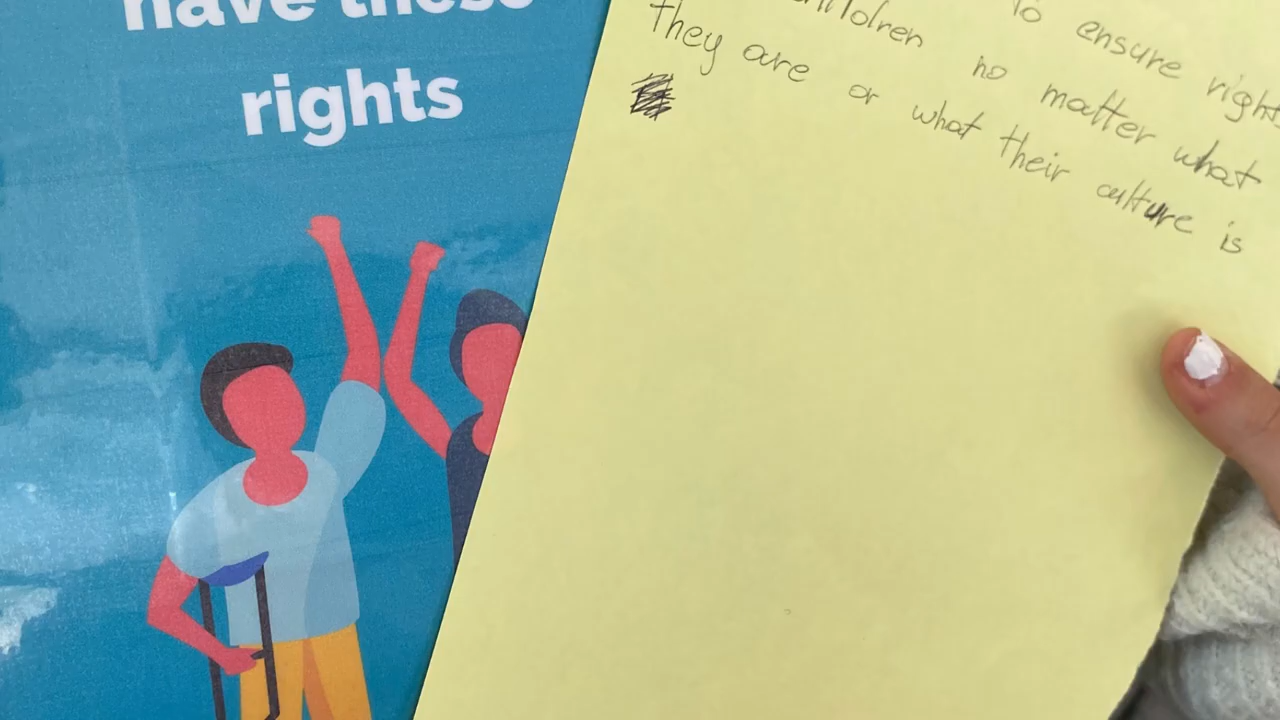 have these
rights
To ensure rights
children no matter what
they are or what their culture is